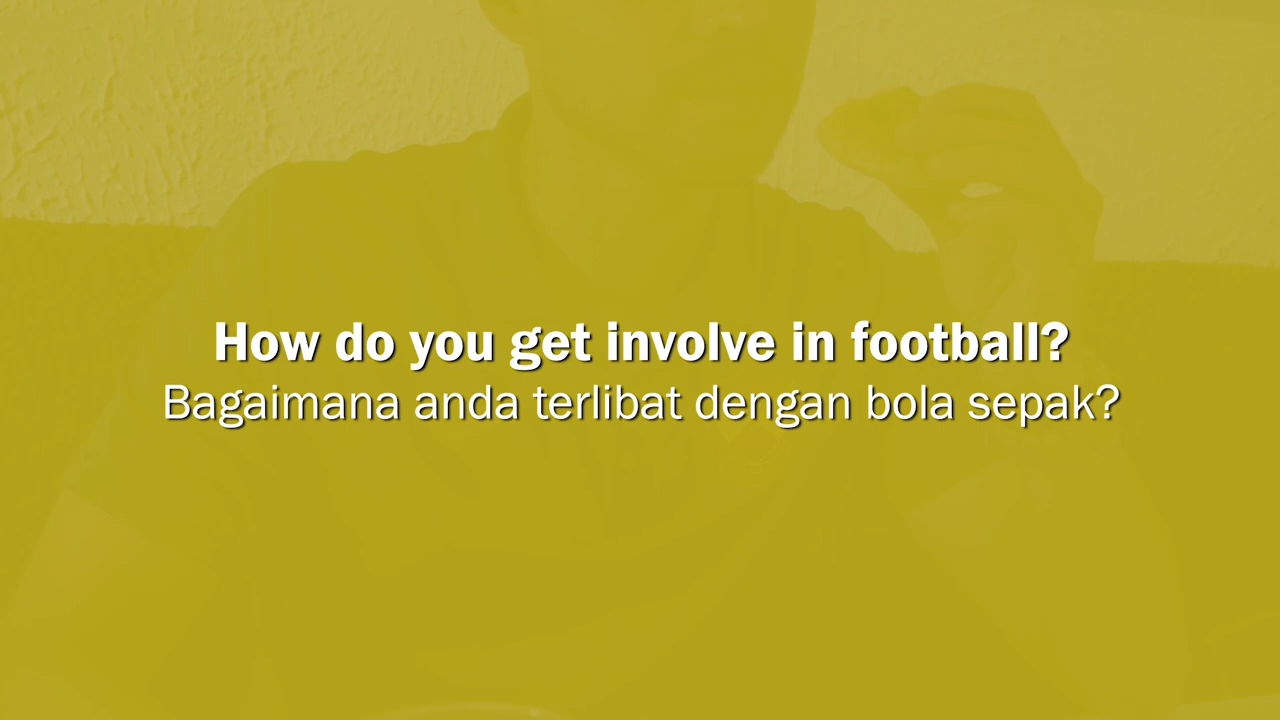 How do you get involve in football?
Bagaimana anda terlibat dengan bola sepak?